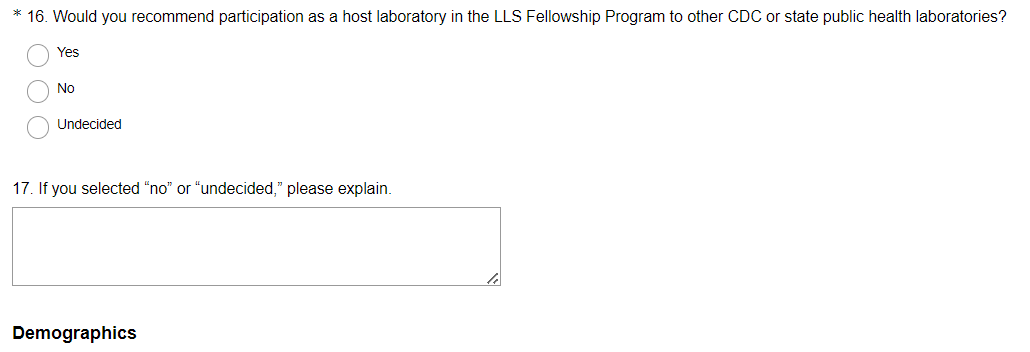 * 16. Would you recommend participation as a host laboratory in the LLS Fellowship Program to other CDC or state public health laboratories?
Yes
No
Undecided
17. If you selected “no” or “undecided,” please explain.
Demographics